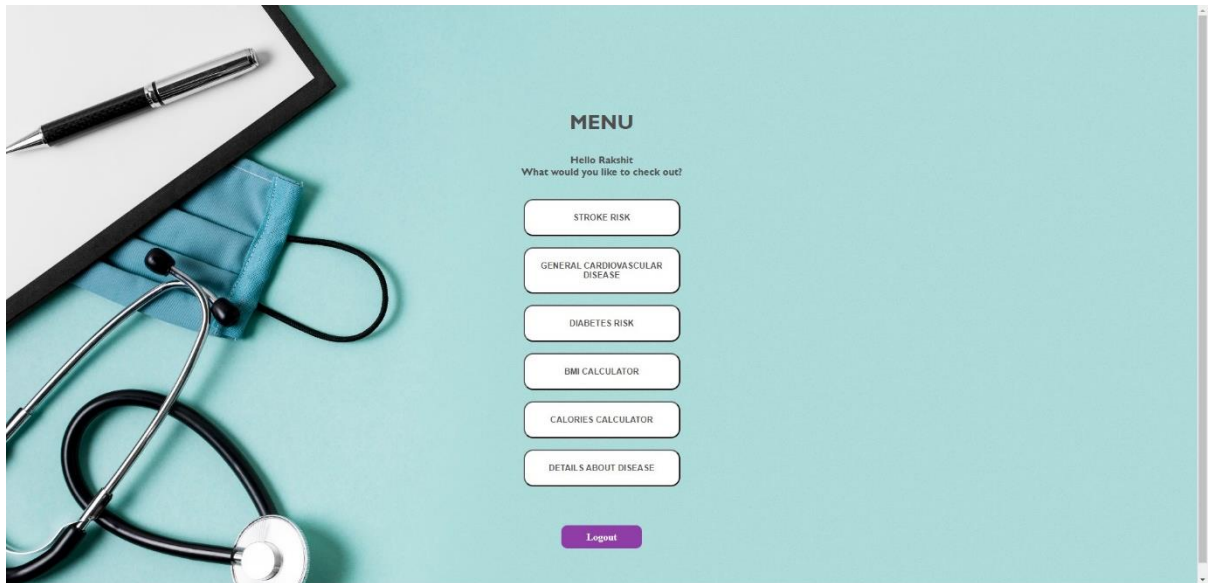 MENU
Hello Rakshit
What would you like to check out?
STROKE RISK
GENERAL CARDIOVASCULAR
DISEASE
DIABETES RISK
BMI CALCULATOR
CALORIES CALCULATOR
DETAILS ABOUT DISEASE
Logout